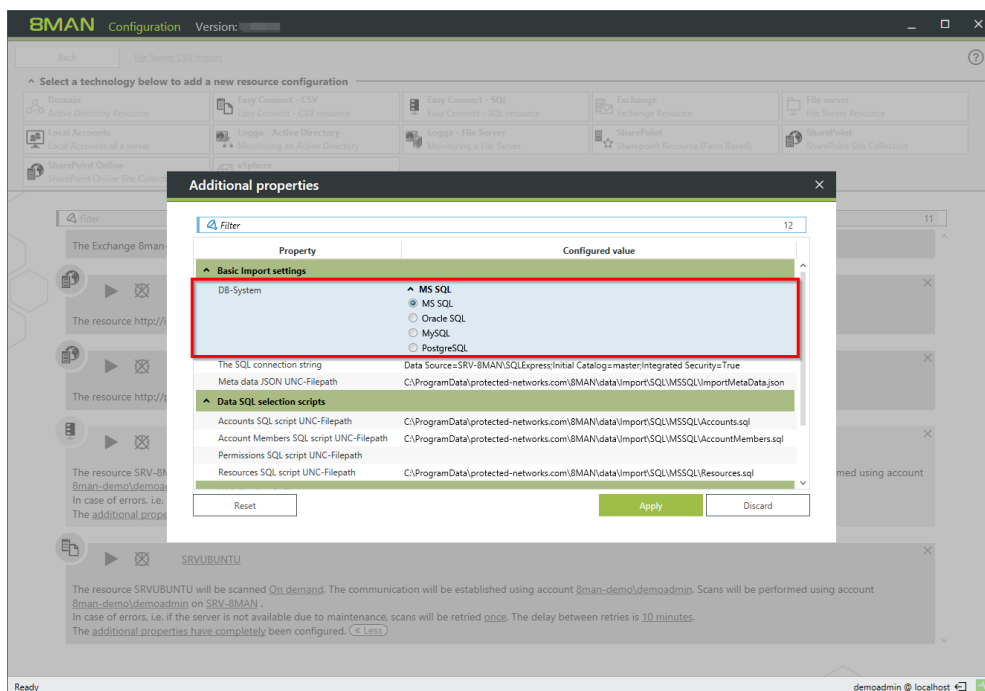 8MAN Configuration Version:
Back File Server CSV Import
Select a technology below to add a new resource configuration
Domain
Active Directory Resource
Easy Connect - CSV
Easy Connect - CSV resource
Easy Connect - SQL
Easy Connect - SQL resource
Exchange
Exchange Resource
File server
File Server Resource
Local Accounts
Local Accounts of a server
Logga - Active Directory
Monitoring an Active Directory
Logga - File Server
Monitoring a File Server
SharePoint
Sharepoint Resource (Farm Based)
SharePoint
SharePoint Site Collection
SharePoint Online
SharePoint Online Site Collect
vSphere
Additional properties
Filter 11
Filter 12
The Exchange 8man-
Property Configured value
Basic Import settings
DB-System MS SQL
MS SQL
Oracle SQL
MySQL
PostgreSQL
The resource http://i
The SQL connection string Data Source=SRV-8MAN\SQLExpress;Initial Catalog=master;Integrated Security=True
Meta data JSON UNC-Filepath C:\ProgramData\protected-networks.com\8MAN\data\Import\SQL\MSSQL\ImportMetaData.json
The resource http://p
Data SQL selection scripts
Accounts SQL script UNC-Filepath C:\ProgramData\protected-networks.com\8MAN\data\Import\SQL\MSSQL\Accounts.sql
Account Members SQL script UNC-Filepath C:\ProgramData\protected-networks.com\8MAN\data\Import\SQL\MSSQL\AccountMembers.sql
Permissions SQL script UNC-Filepath
Resources SQL script UNC-Filepath C:\ProgramData\protected-networks.com\8MAN\data\Import\SQL\MSSQL\Resources.sql
The resource SRV-8M med using account
8man-demo\demoa
In case of errors, i.e.
The additional prope
Reset Apply Discard
SRVUBUNTU
The resource SRVUBUNTU will be scanned On demand. The communication will be established using account 8man-demo\demoadmin. Scans will be performed using account
8man-demo\demoadmin on SRV-8MAN .
In case of errors, i.e. if the server is not available due to maintenance, scans will be retried once. The delay between retries is 10 minutes.
The additional properties have completely been configured. « Less
Ready demoadmin @ localhost